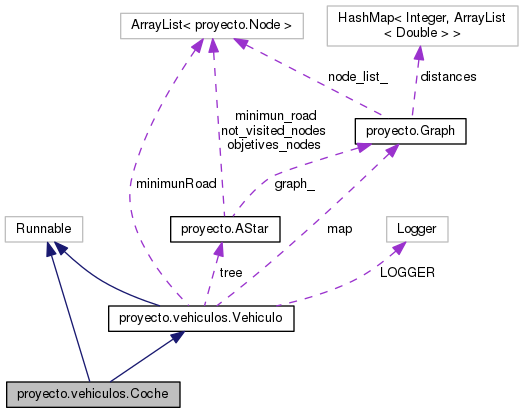 ArrayList< proyecto.Node >
HashMap< Integer, ArrayList
< Double > >
node_list_
distances
minimun_road
not_visited_nodes
objetives_nodes
proyecto.Graph
minimunRoad
graph_
Runnable
proyecto.AStar
map
Logger
tree
LOGGER
proyecto.vehiculos.Vehiculo
proyecto.vehiculos.Coche